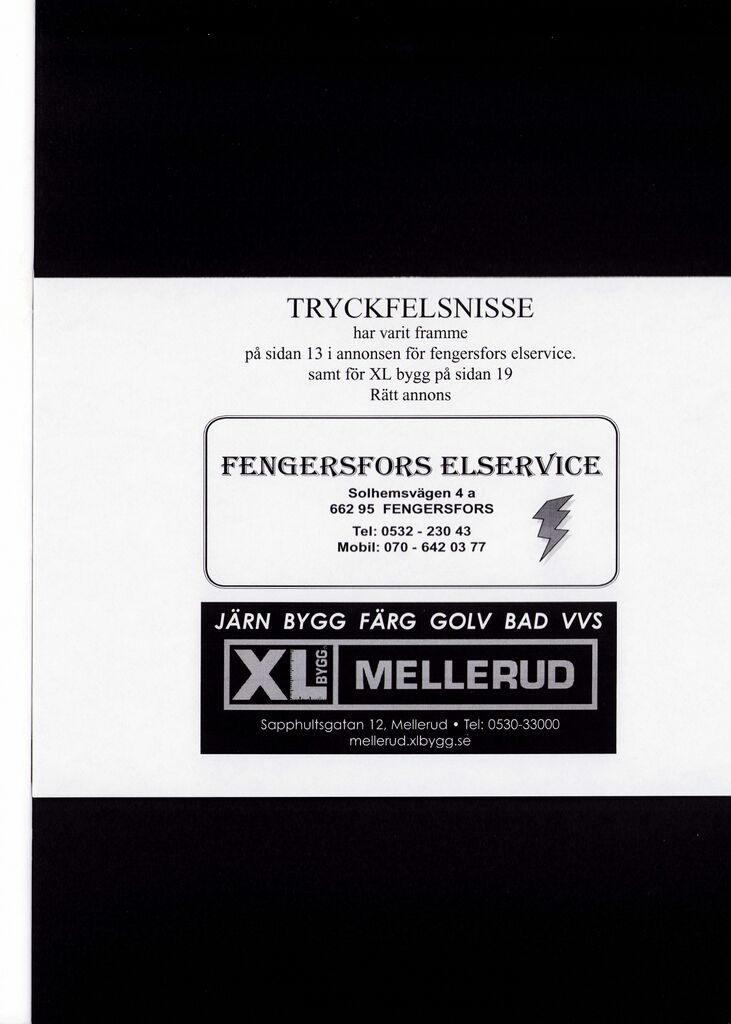 TRYCKFELSNISSE
har varit framme
på sidan 13 i annonsen för fengersfors elservice.
samt för XL bygg på sidan 19
Rätt annons
FENGERSFORS ELSERVICE
Solhemsvägen 4 a
662 95 FENGERSFORS
Tel: 0532 - 230 43
Mobil: 070 - 642 03 77
JÄRN BYGG FÄRG GOLV BAD VVS
XL BYGG MELLERUD
Sapphultsgatan 12, Mellerud • Tel: 0530-33000
mellerud.xlbygg.se